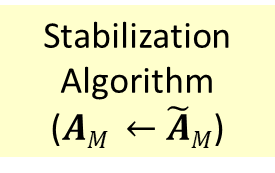 Stabilization
Algorithm
(𝑨_M ← 𝑨̃_M)